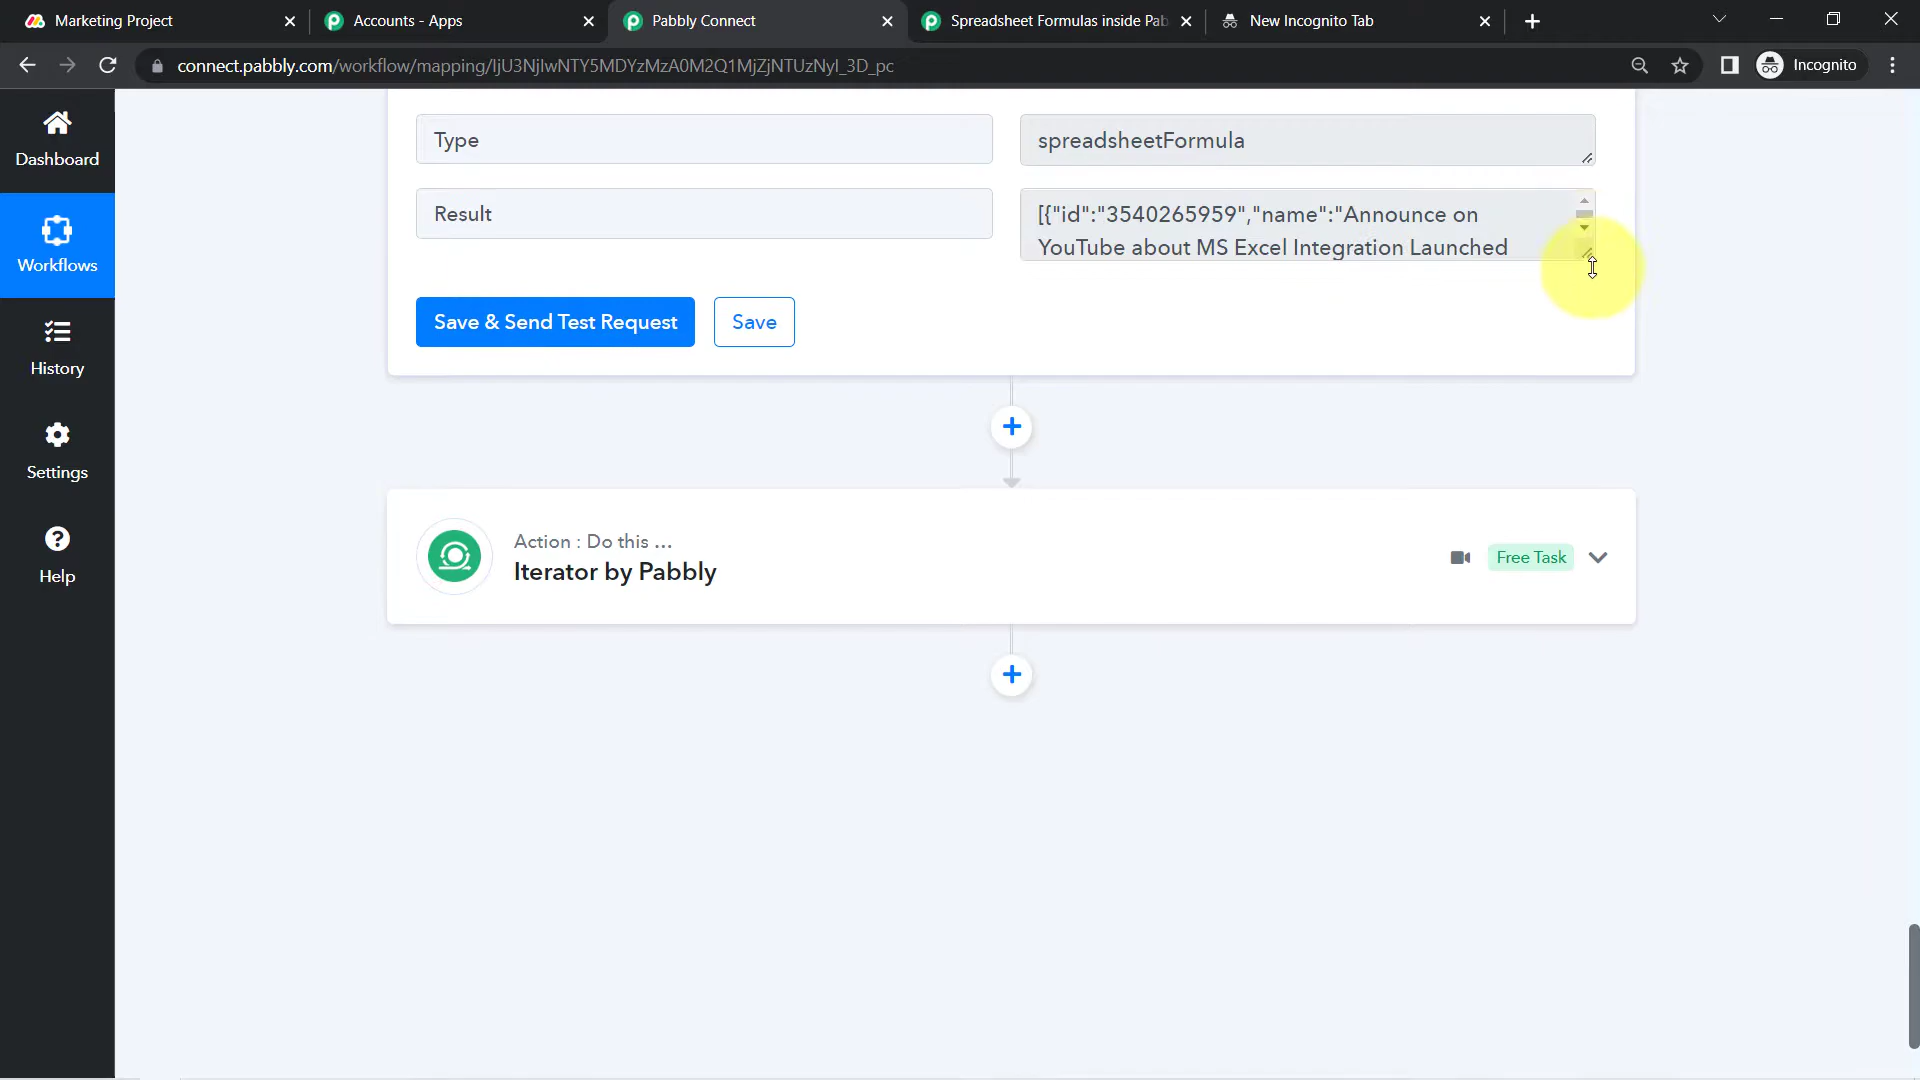 Marketing Project
Accounts - Apps
Pabbly Connect
Spreadsheet Formulas inside Pab
New Incognito Tab
connect.pabbly.com/workflow/mapping/IjU3NjIwNTY5MDYzMzA0M2Q1MjZjNTUzNyI_3D_pc
Incognito
Dashboard
Workflows
History
Settings
Help
Type
spreadsheetFormula
Result
[{"id":"3540265959","name":"Announce on
YouTube about MS Excel Integration Launched
Save & Send Test Request
Save
Action : Do this ...
Iterator by Pabbly
Free Task